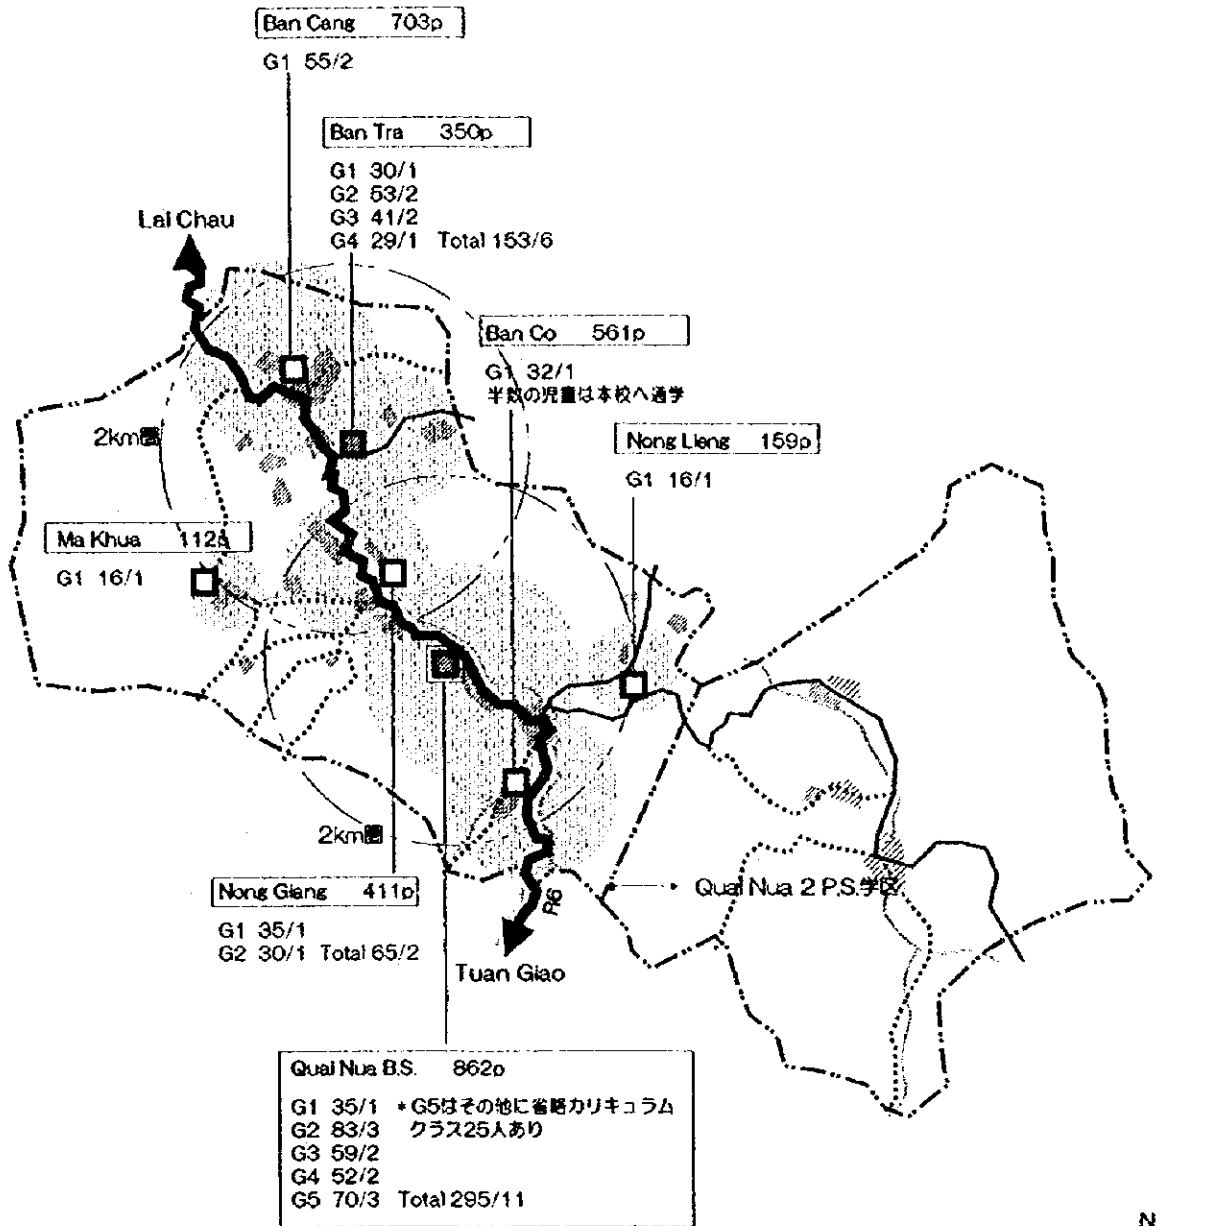 Ban Cang 703p
G1 55/2
Ban Tra 350p
G1 30/1
G2 53/2
G3 41/2
G4 29/1 Total 153/6
Lai Chau
Ban Co 561p
G1 32/1
半数の児童は本校へ通学
2km圏
Nong Lieng 159p
G1 16/1
Ma Khua 112p
G1 16/1
2km圏
Nong Giang 411p
G1 35/1
G2 30/1 Total 65/2
R6
Tuan Giao
Quai Nua 2 P.S.学区
Quai Nua B.S. 862p
G1 35/1 *G5はその他に省略カリキュラム
G2 83/3 クラス25人あり
G3 59/2
G4 52/2
G5 70/3 Total 295/11
N